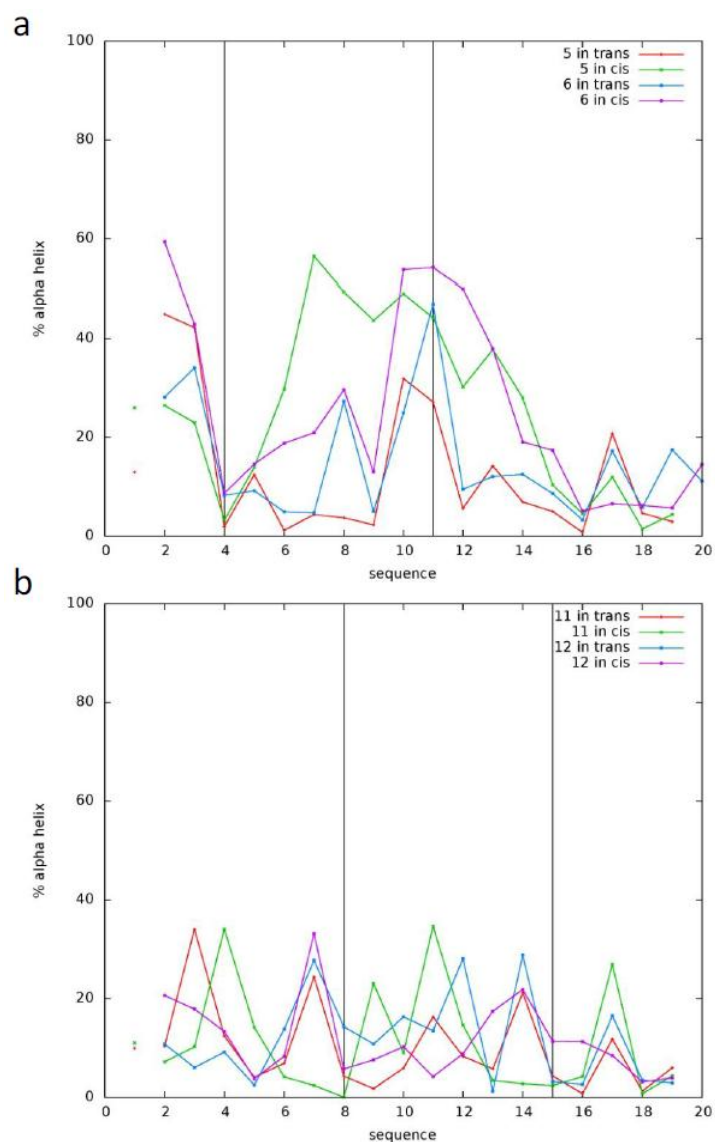 a
100
80
60
40
20
0
% alpha helix
5 in trans
5 in cis
6 in trans
6 in cis
0 2 4 6 8 10 12 14 16 18 20
sequence
b
100
80
60
40
20
0
% alpha helix
11 in trans
11 in cis
12 in trans
12 in cis
0 2 4 6 8 10 12 14 16 18 20
sequence